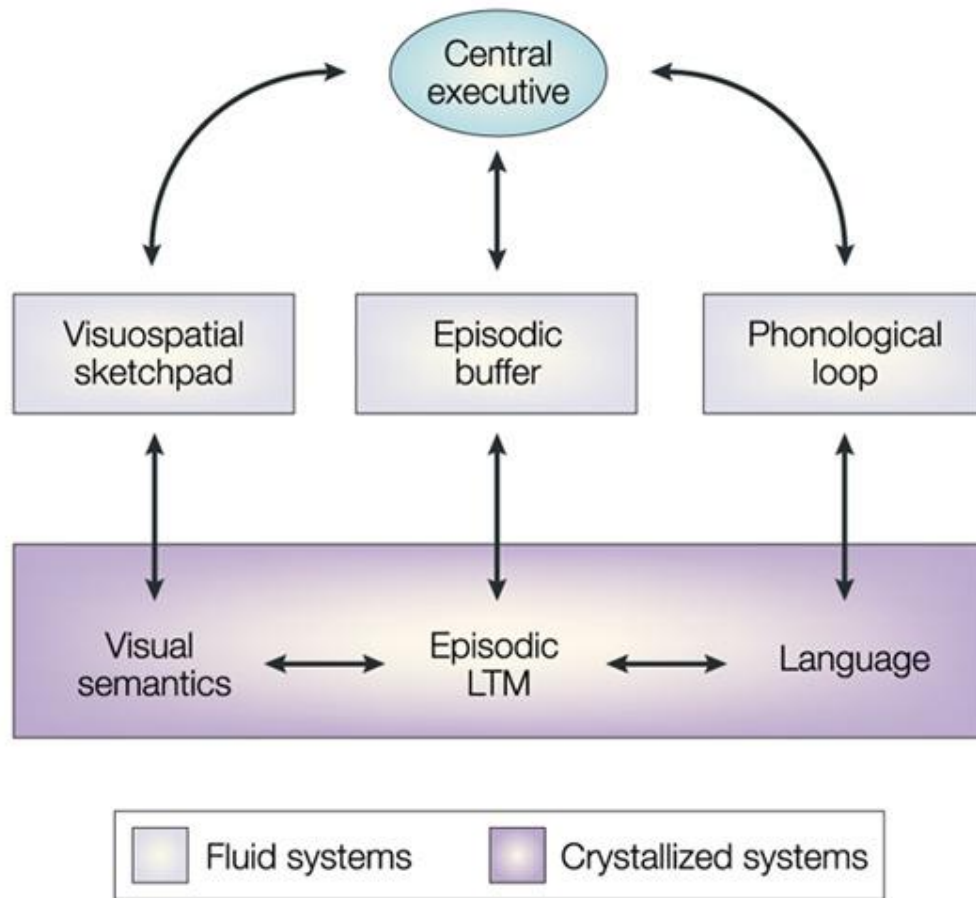 Central
executive
Visuospatial
sketchpad
Episodic
buffer
Phonological
loop
Visual
semantics
Episodic
LTM
Language
Fluid systems
Crystallized systems